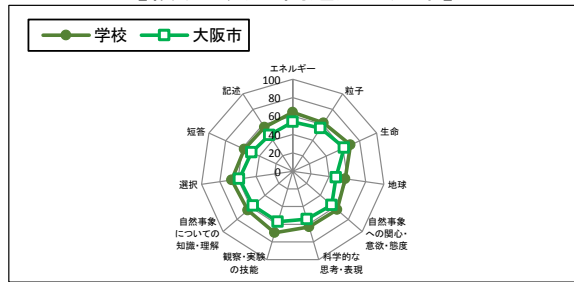 学校
大阪市
エネルギー
粒子
生命
地球
自然事象
への関心・
意欲・態度
科学的な
思考・表現
観察・実験
の技能
自然事象
についての
知識・理解
選択
短答
記述
100
80
60
40
20
0